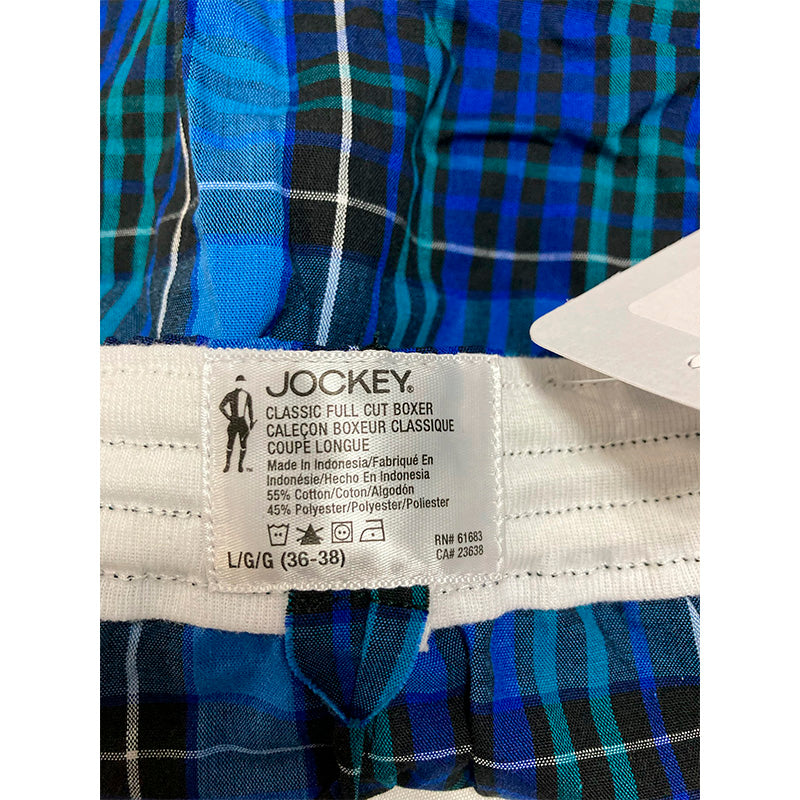 JOCKEY®
CLASSIC FULL CUT BOXER
CALEÇON BOXEUR CLASSIQUE
COUPE LONGUE
Made In Indonesia/Fabriqué En
Indonésie/Hecho En Indonesia
55% Cotton/Coton/Algodón
45% Polyester/Polyester/Poliester
L/G/G (36-38)
RN# 61683
CA# 23638
TM